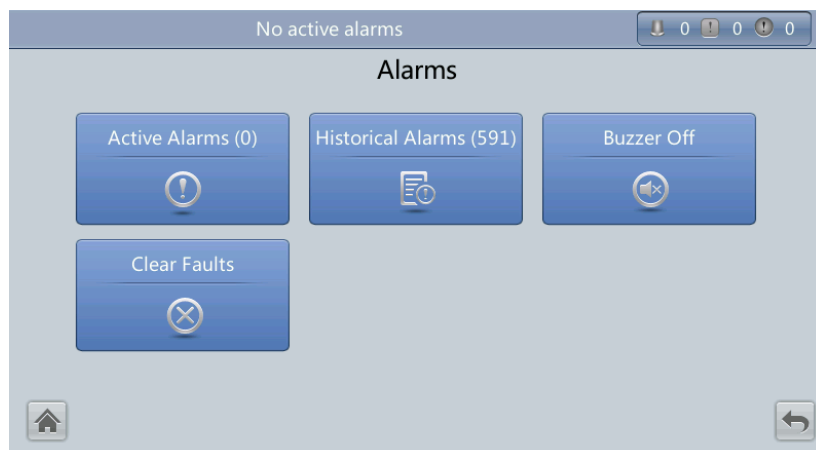 No active alarms
0 0 0
Alarms
Active Alarms (0)
Historical Alarms (591)
Buzzer Off
Clear Faults